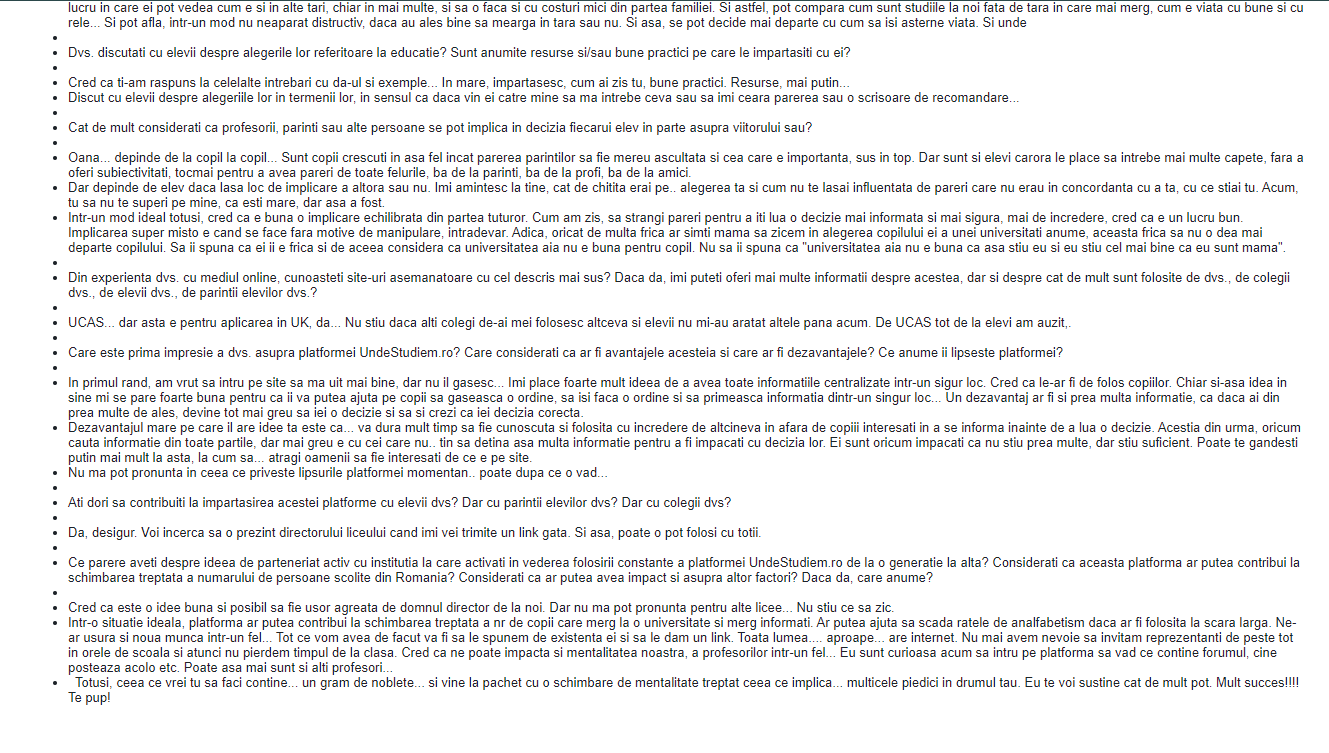 lucru in care ei pot vedea cum e si in alte tari, chiar in mai multe, si sa o faca si cu costuri mici din partea familiei. Si astfel, pot compara cum sunt studiile la noi fata de tara in care mai merg, cum e viata cu bune si cu
rele... Si pot afla, intr-un mod nu neaparat distructiv, daca au ales bine sa mearga in tara sau nu. Si asa, se pot decide mai departe cu cum sa isi asterne viata. Si unde
Dvs. discutati cu elevii despre alegerile lor referitoare la educatie? Sunt anumite resurse si/sau bune practici pe care le impartasiti cu ei?
Cred ca ti-am raspuns la celelalte intrebari cu da-ul si exemple... In mare, impartasesc, cum ai zis tu, bune practici. Resurse, mai putin...
Discut cu elevii despre alegeriile lor in termenii lor, in sensul ca daca vin ei catre mine sa ma intrebe ceva sau sa imi ceara parerea sau o scrisoare de recomandare...
Cat de mult considerati ca profesorii, parinti sau alte persoane se pot implica in decizia fiecarui elev in parte asupra viitorului sau?
Oana... depinde de la copil la copil... Sunt copii crescuti in asa fel incat parerea parintilor sa fie mereu ascultata si cea care e importanta, sus in top. Dar sunt si elevi carora le place sa intrebe mai multe capete, fara a
oferi subiectivitati, tocmai pentru a avea pareri de toate felurile, ba de la parinti, ba de la profi, ba de la amici.
Dar depinde de elev daca lasa loc de implicare a altora sau nu. Imi amintesc la tine, cat de chitita erai pe.. alegerea ta si cum nu te lasai influentata de pareri care nu erau in concordanta cu a ta, cu ce stiai tu. Acum,
tu sa nu te superi pe mine, ca esti mare, dar asa a fost.
Intr-un mod ideal totusi, cred ca e buna o implicare echilibrata din partea tuturor. Cum am zis, sa strangi pareri pentru a iti lua o decizie mai informata si mai sigura, mai de incredere, cred ca e un lucru bun.
Implicarea super misto e cand se face fara motive de manipulare, intradevar. Adica, oricat de multa frica ar simti mama sa zicem in alegerea copilului ei a unei universitati anume, aceasta frica sa nu o dea mai
departe copilului. Sa ii spuna ca ei ii e frica si de aceea considera ca universitatea aia nu e buna pentru copil. Nu sa ii spuna ca "universitatea aia nu e buna ca asa stiu eu si eu stiu cel mai bine ca eu sunt mama".
Din experienta dvs. cu mediul online, cunoasteti site-uri asemanatoare cu cel descris mai sus? Daca da, imi puteti oferi mai multe informatii despre acestea, dar si despre cat de mult sunt folosite de dvs., de colegii
dvs., de elevii dvs., de parintii elevilor dvs.?
UCAS... dar asta e pentru aplicarea in UK, da... Nu stiu daca alti colegi de-ai mei folosesc altceva si elevii nu mi-au aratat altele pana acum. De UCAS tot de la elevi am auzit,.
Care este prima impresie a dvs. asupra platformei UndeStudiem.ro? Care considerati ca ar fi avantajele acesteia si care ar fi dezavantajele? Ce anume ii lipseste platformei?
In primul rand, am vrut sa intru pe site sa ma uit mai bine, dar nu il gasesc... Imi place foarte mult ideea de a avea toate informatiile centralizate intr-un sigur loc. Cred ca le-ar fi de folos copiilor. Chiar si-asa idea in
sine mi se pare foarte buna pentru ca ii va putea ajuta pe copii sa gaseasca o ordine, sa isi faca o ordine si sa primeasca informatia dintr-un singur loc... Un dezavantaj ar fi si prea multa informatie, ca daca ai din
prea multe de ales, devine tot mai greu sa iei o decizie si sa si crezi ca iei decizia corecta.
Dezavantajul mare pe care il are idee ta este ca... va dura mult timp sa fie cunoscuta si folosita cu incredere de altcineva in afara de copiii interesati in a se informa inainte de a lua o decizie. Acestia din urma, oricum
cauta informatie din toate partile, dar mai greu e cu cei care nu.. tin sa detina asa multa informatie pentru a fi impacati cu decizia lor. Ei sunt oricum impacati ca nu stiu prea multe, dar stiu suficient. Poate te gandesti
putin mai mult la asta, la cum sa... atragi oamenii sa fie interesati de ce e pe site.
Nu ma pot pronunta in ceea ce priveste lipsurile platformei momentan.. poate dupa ce o vad...
Ati dori sa contribuiti la impartasirea acestei platforme cu elevii dvs? Dar cu parintii elevilor dvs? Dar cu colegii dvs?
Da, desigur. Voi incerca sa o prezint directorului liceului cand imi vei trimite un link gata. Si asa, poate o pot folosi cu totii.
Ce parere aveti despre ideea de parteneriat activ cu institutia la care activati in vederea folosirii constante a platformei UndeStudiem.ro de la o generatie la alta? Considerati ca aceasta platforma ar putea contribui la
schimbarea treptata a numarului de persoane scolite din Romania? Considerati ca ar putea avea impact si asupra altor factori? Daca da, care anume?
Cred ca este o idee buna si posibil sa fie usor agreata de domnul director de la noi. Dar nu ma pot pronunta pentru alte licee... Nu stiu ce sa zic.
Intr-o situatie ideala, platforma ar putea contribui la schimbarea treptata a nr de copii care merg la o universitate si merg informati. Ar putea ajuta sa scada ratele de analfabetism daca ar fi folosita la scara larga. Ne-
ar usura si noua munca intr-un fel... Tot ce vom avea de facut va fi sa le spunem de existenta ei si sa le dam un link. Toata lumea.... aproape... are internet. Nu mai avem nevoie sa invitam reprezentanti de peste tot
in orele de scoala si atunci nu pierdem timpul de la clasa. Cred ca ne poate impacta si mentalitatea noastra, a profesorilor intr-un fel... Eu sunt curioasa acum sa intru pe platforma sa vad ce contine forumul, cine
posteaza acolo etc. Poate asa mai sunt si alti profesori...
Totusi, ceea ce vrei tu sa faci contine... un gram de noblete... si vine la pachet cu o schimbare de mentalitate treptat ceea ce implica... multicele piedici in drumul tau. Eu te voi sustine cat de mult pot. Mult succes!!!!
Te pup!